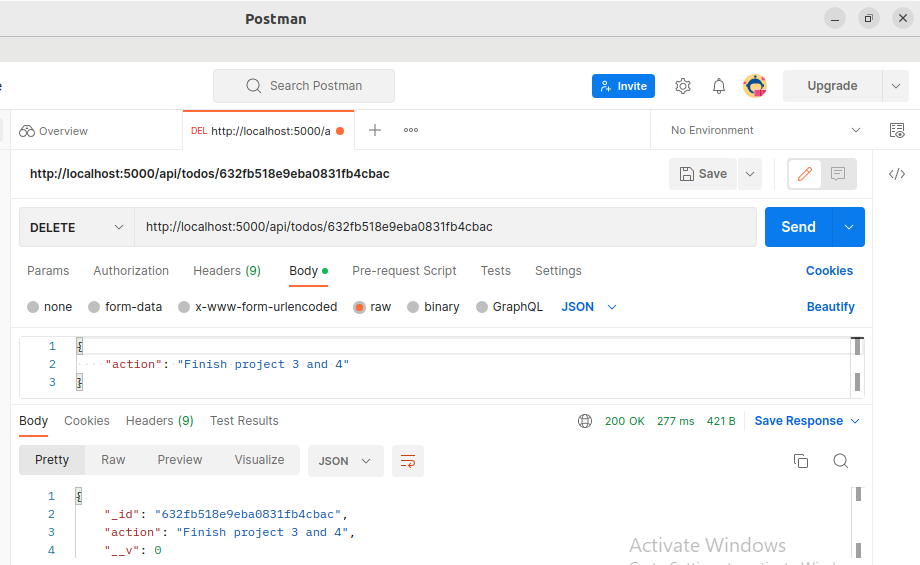 Postman
Search Postman
Invite
Upgrade
Overview
DEL http://localhost:5000/a
No Environment
http://localhost:5000/api/todos/632fb518e9eba0831fb4cbac
Save
DELETE http://localhost:5000/api/todos/632fb518e9eba0831fb4cbac Send
Params Authorization Headers (9) Body Pre-request Script Tests Settings Cookies
none form-data x-www-form-urlencoded raw binary GraphQL JSON Beautify
1 {
2 "action": "Finish project 3 and 4"
3 }
Body Cookies Headers (9) Test Results 200 OK 277 ms 421 B Save Response
Pretty Raw Preview Visualize JSON
1 {
2 "_id": "632fb518e9eba0831fb4cbac",
3 "action": "Finish project 3 and 4",
4 "__v": 0
Activate Windows